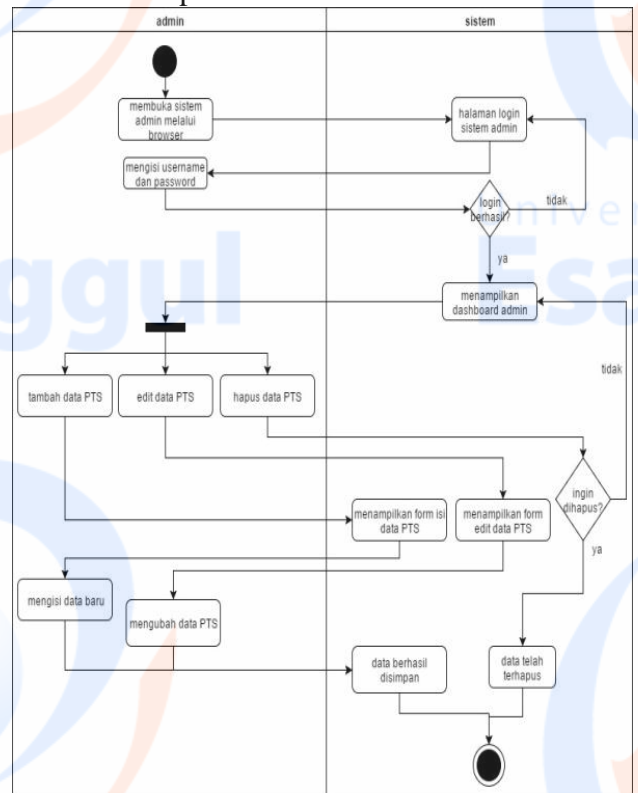 admin
sistem
membuka sistem
admin melalui
browser
halaman login
sistem admin
mengisi username
dan password
login
berhasil?
tidak
ya
menampilkan
dashboard admin
tidak
tambah data PTS
edit data PTS
hapus data PTS
ingin
dihapus?
ya
menampilkan form isi
data PTS
menampilkan form
edit data PTS
mengisi data baru
mengubah data PTS
data berhasil
disimpan
data telah
terhapus
Unive
ggul
Esa